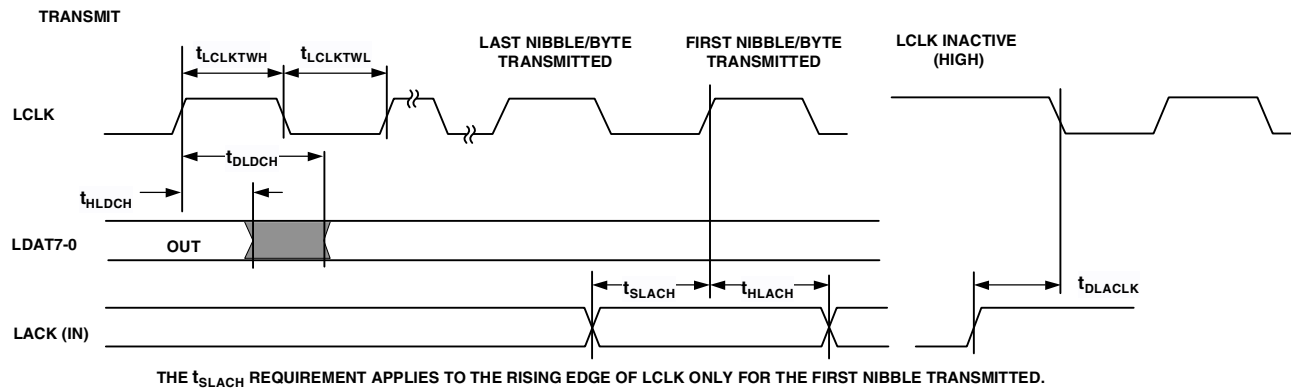 TRANSMIT
tLCLKTWH
tLCLKTWL
LAST NIBBLE/BYTE
TRANSMITTED
FIRST NIBBLE/BYTE
TRANSMITTED
LCLK INACTIVE
(HIGH)
LCLK
tDLDCH
tHLDCH
LDAT7-0
OUT
tSLACH
tHLACH
tDLACLK
LACK (IN)
THE tSLACH REQUIREMENT APPLIES TO THE RISING EDGE OF LCLK ONLY FOR THE FIRST NIBBLE TRANSMITTED.